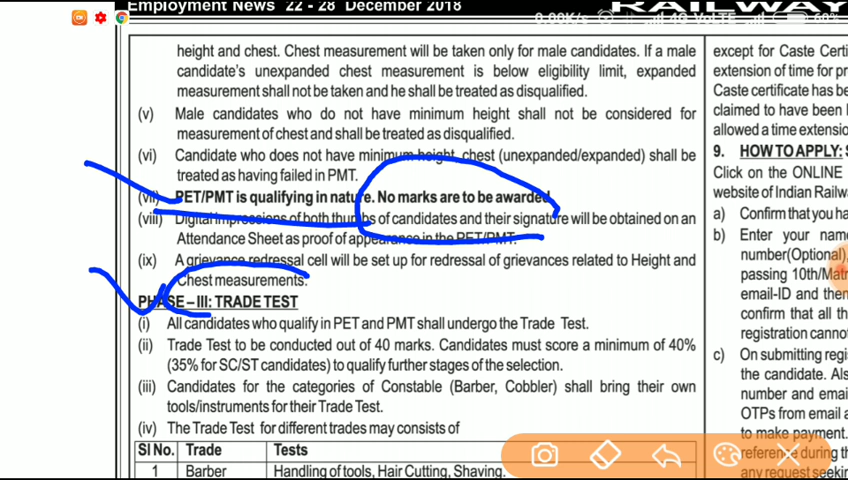 Employment News 22 - 28 December 2018
RAILWAY
0.00K/s 4G VoLTE 60%
height and chest. Chest measurement will be taken only for male candidates. If a male
candidate's unexpanded chest measurement is below eligibility limit, expanded
measurement shall not be taken and he shall be treated as disqualified.
(v) Male candidates who do not have minimum height shall not be considered for
measurement of chest and shall be treated as disqualified.
(vi) Candidate who does not have minimum height, chest (unexpanded/expanded) shall be
treated as having failed in PMT.
(vii) PET/PMT is qualifying in nature. No marks are to be awarded.
(viii) Digital impressions of both thumbs of candidates and their signature will be obtained on an
Attendance Sheet as proof of appearance in the PET/PMT.
(ix) A grievance redressal cell will be set up for redressal of grievances related to Height and
Chest measurements.
PHASE – III: TRADE TEST
(i) All candidates who qualify in PET and PMT shall undergo the Trade Test.
(ii) Trade Test to be conducted out of 40 marks. Candidates must score a minimum of 40%
(35% for SC/ST candidates) to qualify further stages of the selection.
(iii) Candidates for the categories of Constable (Barber, Cobbler) shall bring their own
tools/instruments for their Trade Test.
(iv) The Trade Test for different trades may consists of
Sl No. Trade Tests
1 Barber Handling of tools, Hair Cutting, Shaving.
except for Caste Certi
extension of time for pr
Caste certificate has be
claimed to have been
allowed a time extensio
9. HOW TO APPLY: S
Click on the ONLINE
website of Indian Railw
a) Confirm that you ha
b) Enter your name
number(Optional),
passing 10th/Matr
email-ID and then
confirm that all th
registration canno
c) On submitting regi
the candidate. Als
number and emai
OTPs from email a
to make payment.
reference during th
any request seekin